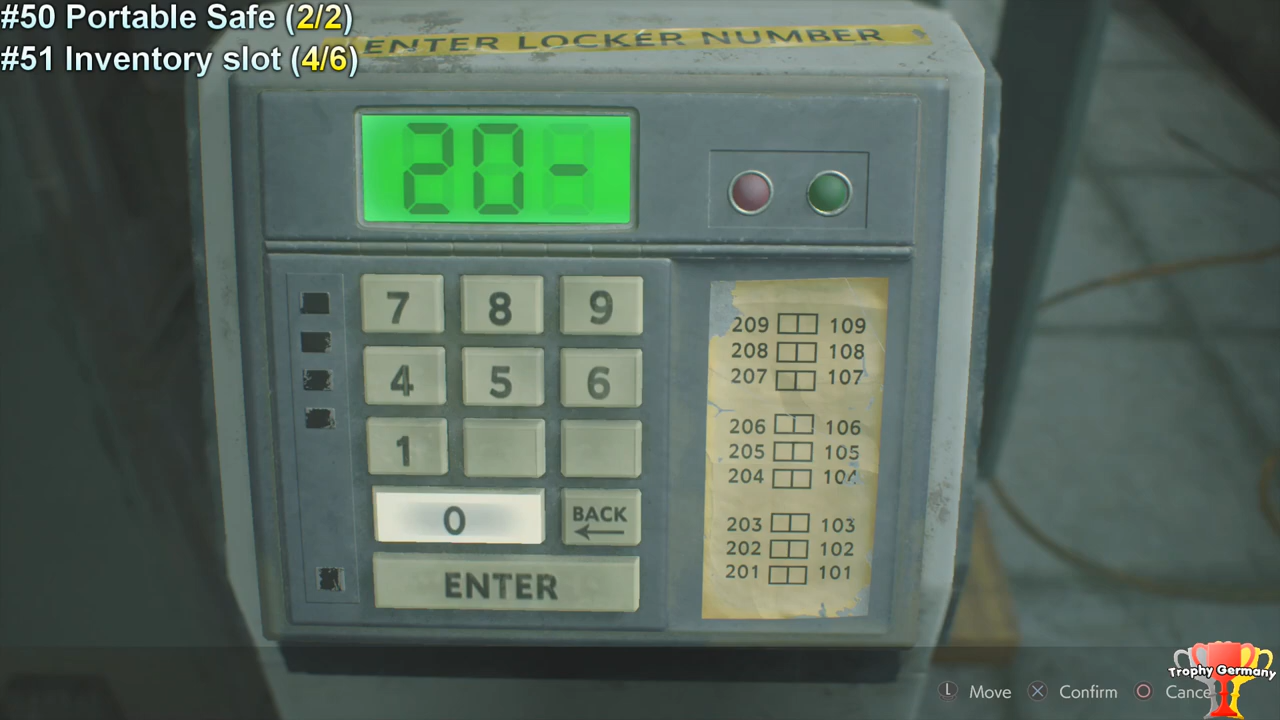 #50 Portable Safe (2/2)
#51 Inventory slot (4/6)
ENTER LOCKER NUMBER
20-
7 8 9
4 5 6
1
0 BACK
ENTER
209 109
208 108
207 107
206 106
205 105
204 104
203 103
202 102
201 101
L Move X Confirm O Cance
Trophy Germany